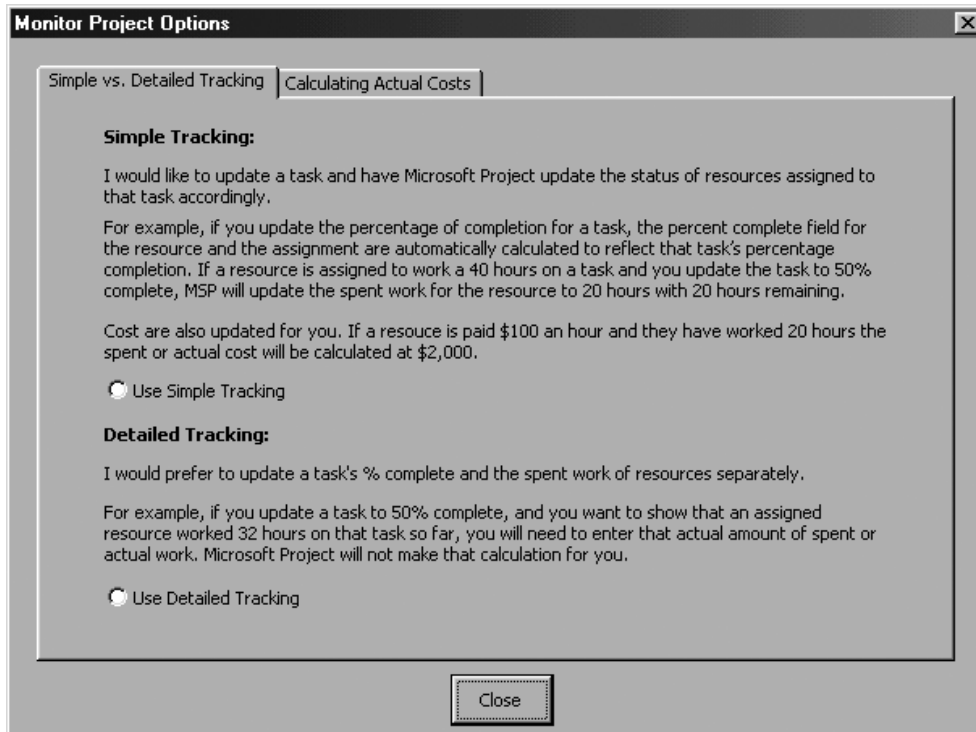 Monitor Project Options
Simple vs. Detailed Tracking
Calculating Actual Costs
Simple Tracking:
I would like to update a task and have Microsoft Project update the status of resources assigned to
that task accordingly.
For example, if you update the percentage of completion for a task, the percent complete field for
the resource and the assignment are automatically calculated to reflect that task's percentage
completion. If a resource is assigned to work a 40 hours on a task and you update the task to 50%
complete, MSP will update the spent work for the resource to 20 hours with 20 hours remaining.
Cost are also updated for you. If a resouce is paid $100 an hour and they have worked 20 hours the
spent or actual cost will be calculated at $2,000.
Use Simple Tracking
Detailed Tracking:
I would prefer to update a task's % complete and the spent work of resources separately.
For example, if you update a task to 50% complete, and you want to show that an assigned
resource worked 32 hours on that task so far, you will need to enter that actual amount of spent or
actual work. Microsoft Project will not make that calculation for you.
Use Detailed Tracking
Close